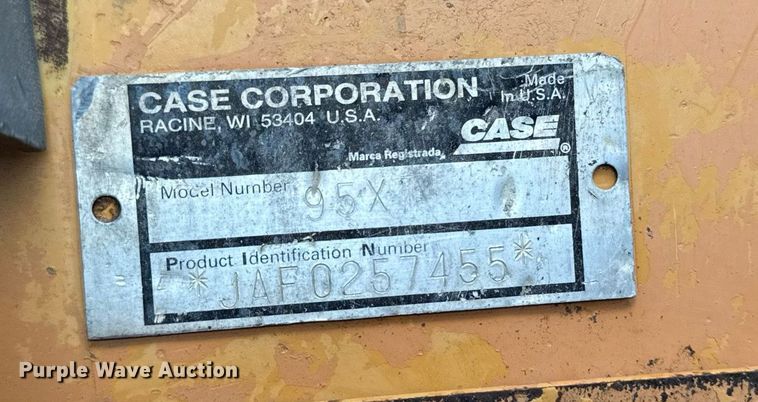 CASE CORPORATION
RACINE, WI 53404 U.S.A.
Made
In U.S.A.
CASE
®
Marca Registrada
Model Number
95X
Product Identification Number
*JAF0257455*
Purple Wave Auction